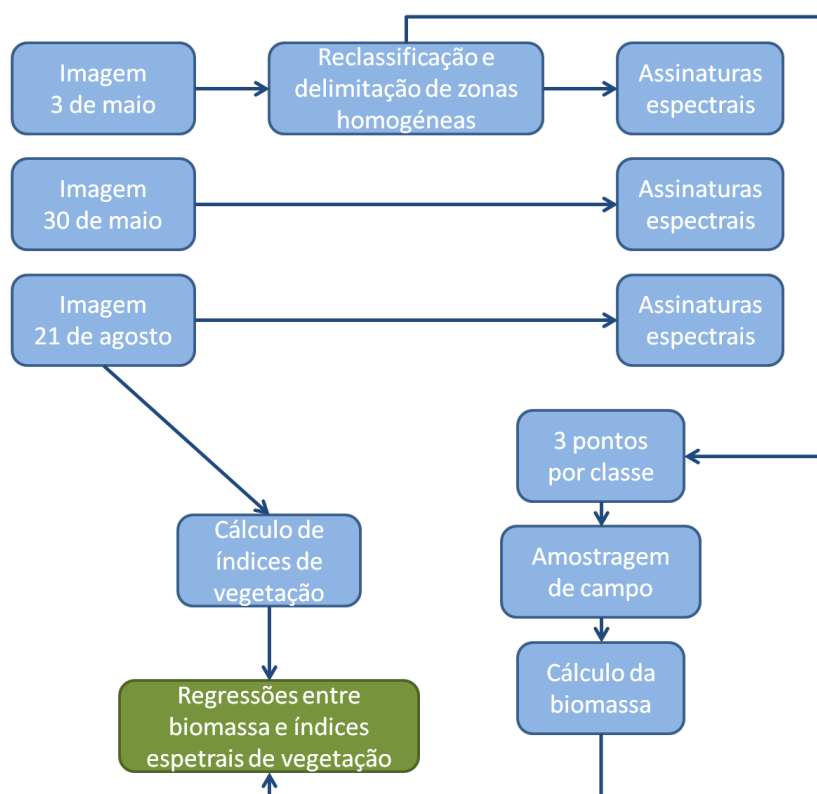 Imagem
3 de maio
Reclassificação e
delimitação de zonas
homogéneas
Assinaturas
espectrais
Imagem
30 de maio
Assinaturas
espectrais
Imagem
21 de agosto
Assinaturas
espectrais
3 pontos
por classe
Cálculo de
índices de
vegetação
Amostragem
de campo
Cálculo da
biomassa
Regressões entre
biomassa e índices
espetrais de vegetação